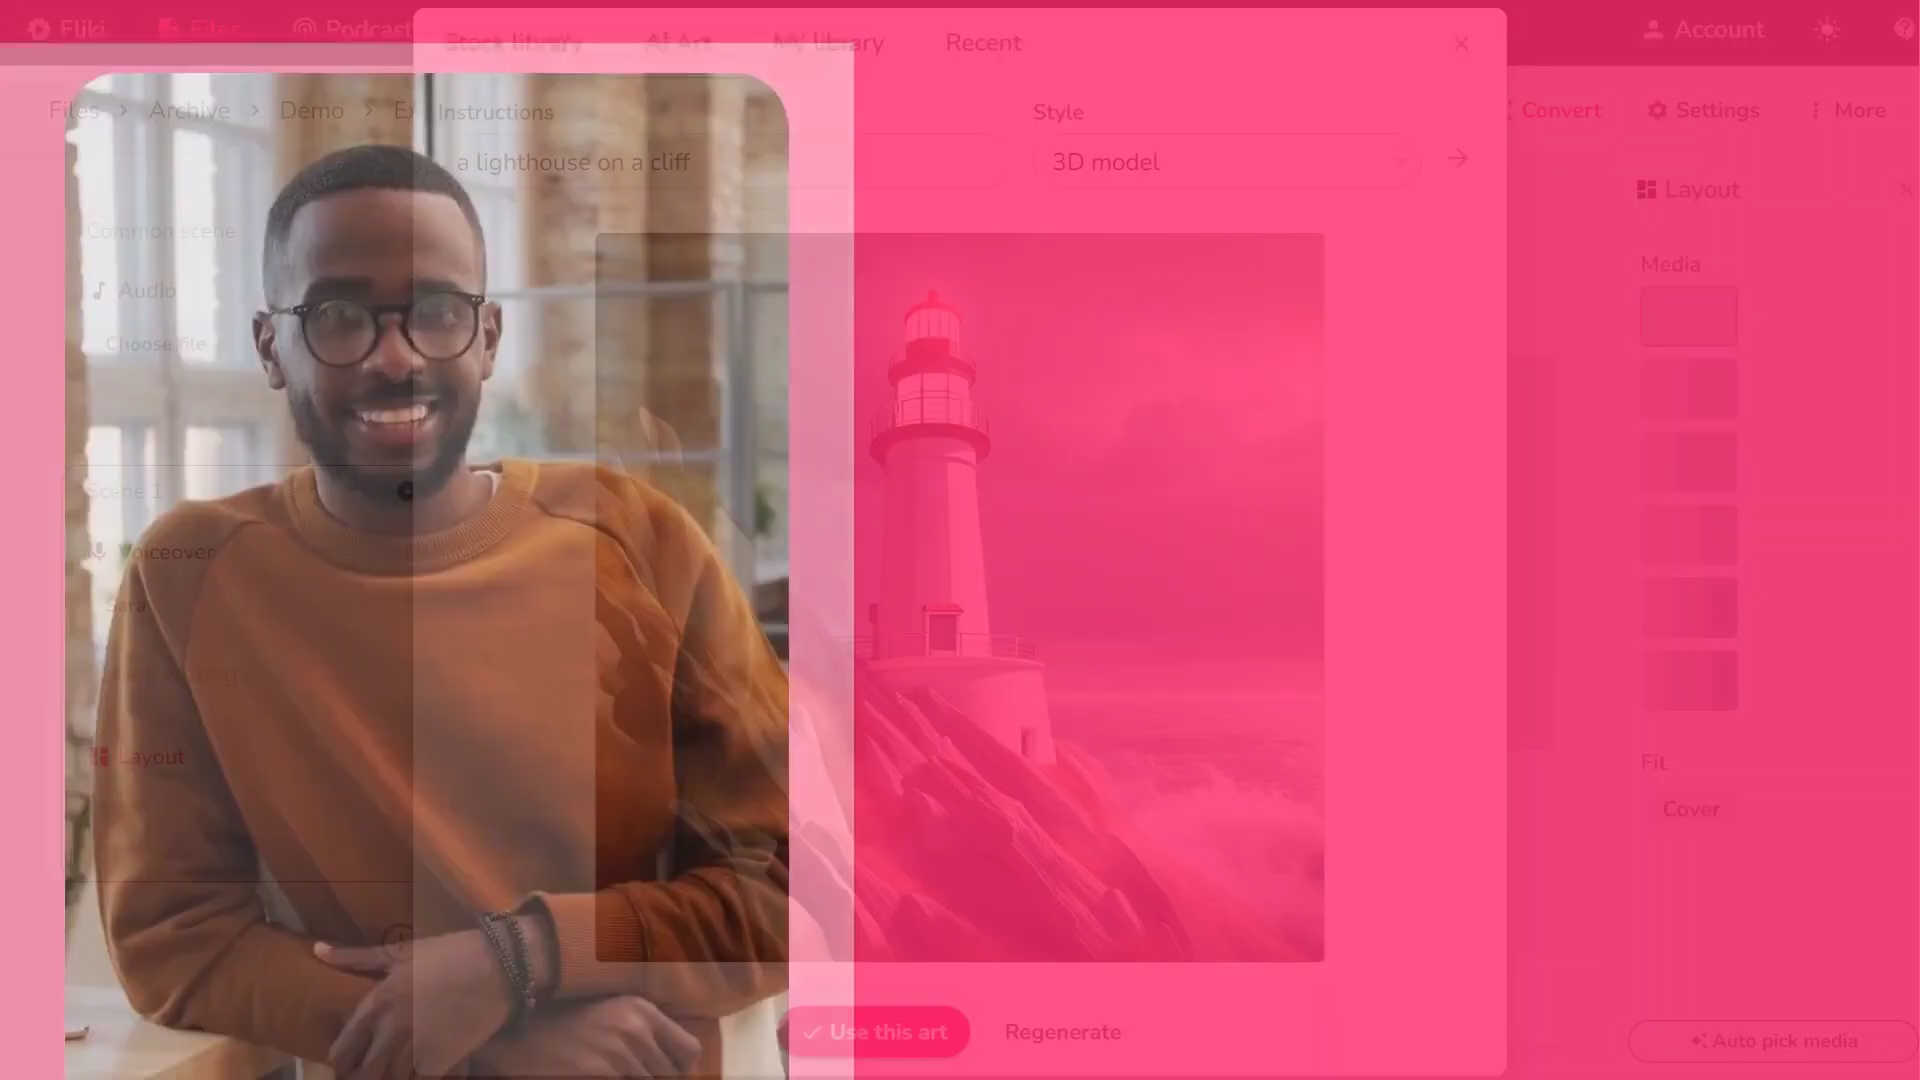 Fliki
Files
Podcast
Account
Stock library
AI Art
My library
Recent
Files
Archive
Demo
Instructions
a lighthouse on a cliff
Style
3D model
Convert
Settings
More
Common scene
Audio
Choose file
Scene 1
Voiceover
Sara
Layout
Layout
Media
Fit
Cover
Use this art
Regenerate
Auto pick media